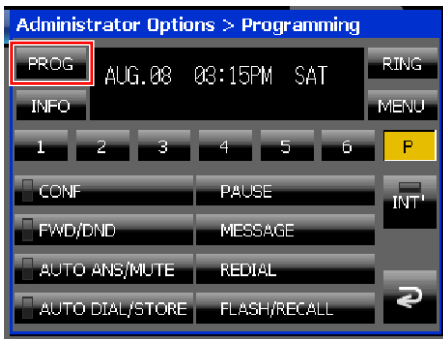 Administrator Options > Programming
PROG
AUG.08 03:15PM SAT
RING
INFO
MENU
1 2 3 4 5 6 P
CONF PAUSE
INT'
FWD/DND MESSAGE
AUTO ANS/MUTE REDIAL
AUTO DIAL/STORE FLASH/RECALL